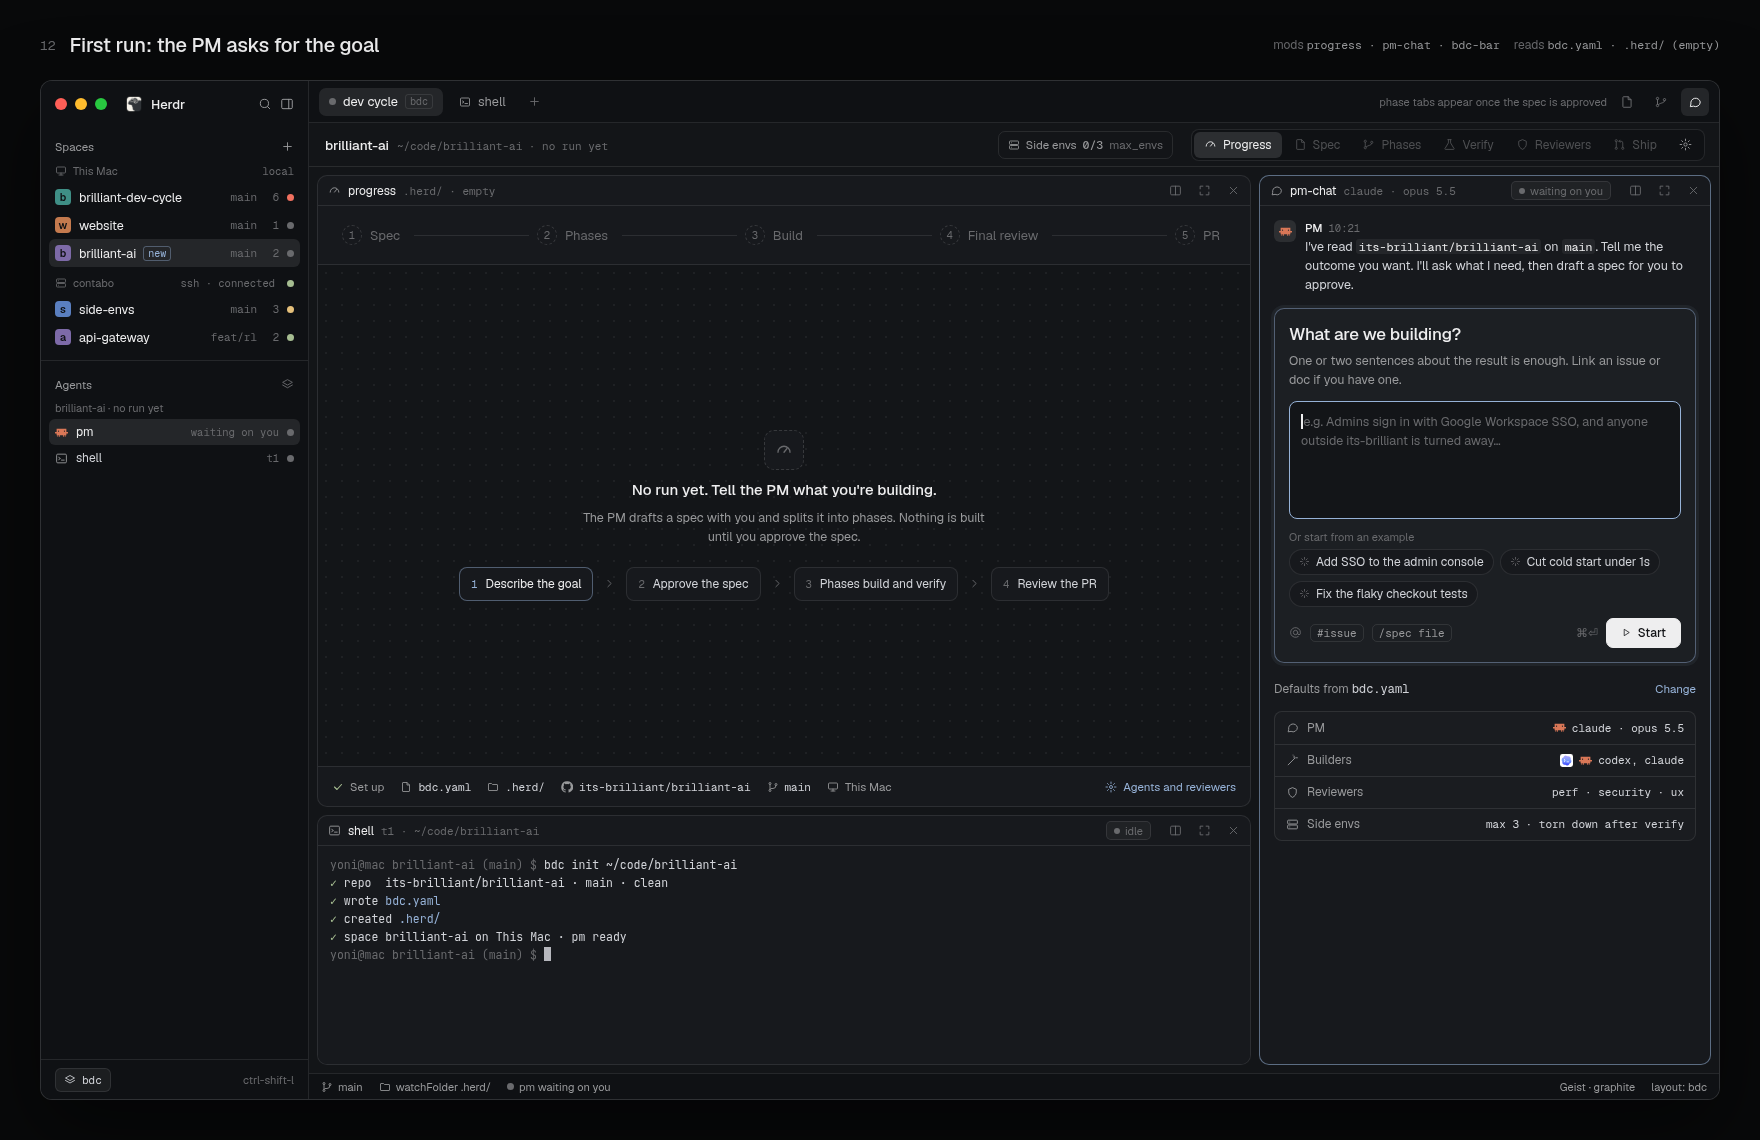 12 First run: the PM asks for the goal
mods progress · pm-chat · bdc-bar reads bdc.yaml · .herd/ (empty)
Herdr
Spaces
This Mac local
b brilliant-dev-cycle main 6
w website main 1
b brilliant-ai new main 2
contabo ssh · connected
s side-envs main 3
a api-gateway feat/rl 2
Agents
brilliant-ai · no run yet
pm waiting on you
shell t1
bdc ctrl-shift-l
dev cycle bdc shell
phase tabs appear once the spec is approved
brilliant-ai ~/code/brilliant-ai · no run yet
Side envs 0/3 max_envs
Progress Spec Phases Verify Reviewers Ship
progress .herd/ · empty
1 Spec 2 Phases 3 Build 4 Final review 5 PR
No run yet. Tell the PM what you're building.
The PM drafts a spec with you and splits it into phases. Nothing is built
until you approve the spec.
1 Describe the goal 2 Approve the spec 3 Phases build and verify 4 Review the PR
Set up bdc.yaml .herd/ its-brilliant/brilliant-ai main This Mac Agents and reviewers
shell t1 · ~/code/brilliant-ai idle
yoni@mac brilliant-ai (main) $ bdc init ~/code/brilliant-ai
✓ repo its-brilliant/brilliant-ai · main · clean
✓ wrote bdc.yaml
✓ created .herd/
✓ space brilliant-ai on This Mac · pm ready
yoni@mac brilliant-ai (main) $
pm-chat claude · opus 5.5 waiting on you
PM 10:21
I've read its-brilliant/brilliant-ai on main. Tell me the
outcome you want. I'll ask what I need, then draft a spec for you to
approve.
What are we building?
One or two sentences about the result is enough. Link an issue or
doc if you have one.
e.g. Admins sign in with Google Workspace SSO, and anyone
outside its-brilliant is turned away…
Or start from an example
Add SSO to the admin console Cut cold start under 1s
Fix the flaky checkout tests
@ #issue /spec file ⌘⏎ Start
Defaults from bdc.yaml Change
PM claude · opus 5.5
Builders codex, claude
Reviewers perf · security · ux
Side envs max 3 · torn down after verify
main watchFolder .herd/ pm waiting on you
Geist · graphite layout: bdc